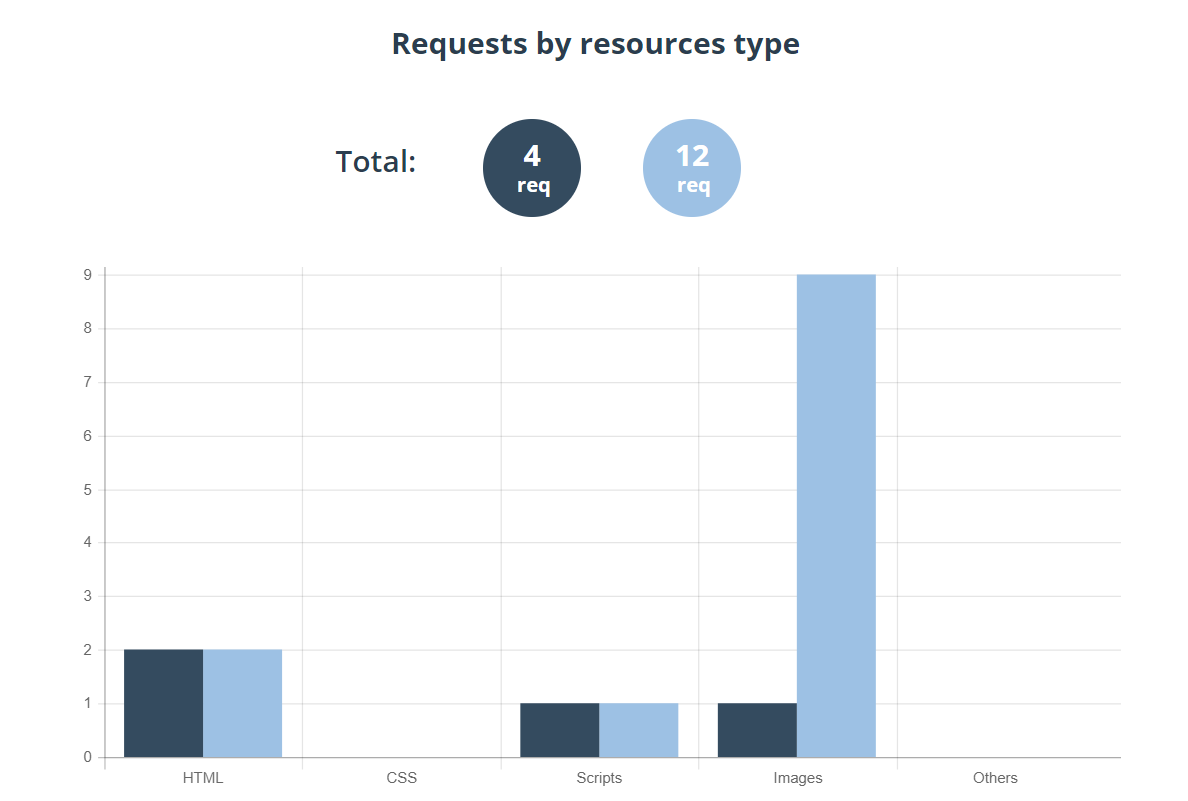 Requests by resources type
Total:
4
req
12
req
9
8
7
6
5
4
3
2
1
0
HTML CSS Scripts Images Others